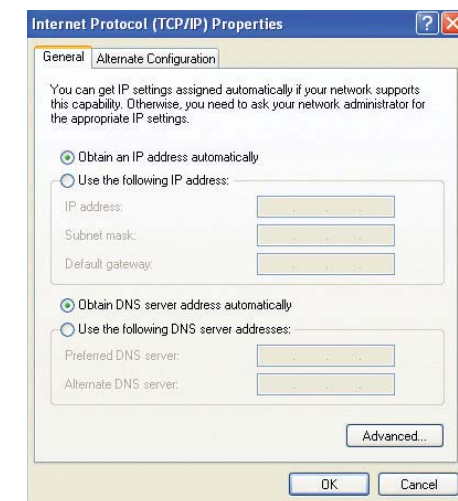 Internet Protocol (TCP/IP) Properties
General
Alternate Configuration
You can get IP settings assigned automatically if your network supports
this capability. Otherwise, you need to ask your network administrator for
the appropriate IP settings.
Obtain an IP address automatically
Use the following IP address:
IP address:
Subnet mask:
Default gateway:
Obtain DNS server address automatically
Use the following DNS server addresses:
Preferred DNS server:
Alternate DNS server:
Advanced...
OK
Cancel